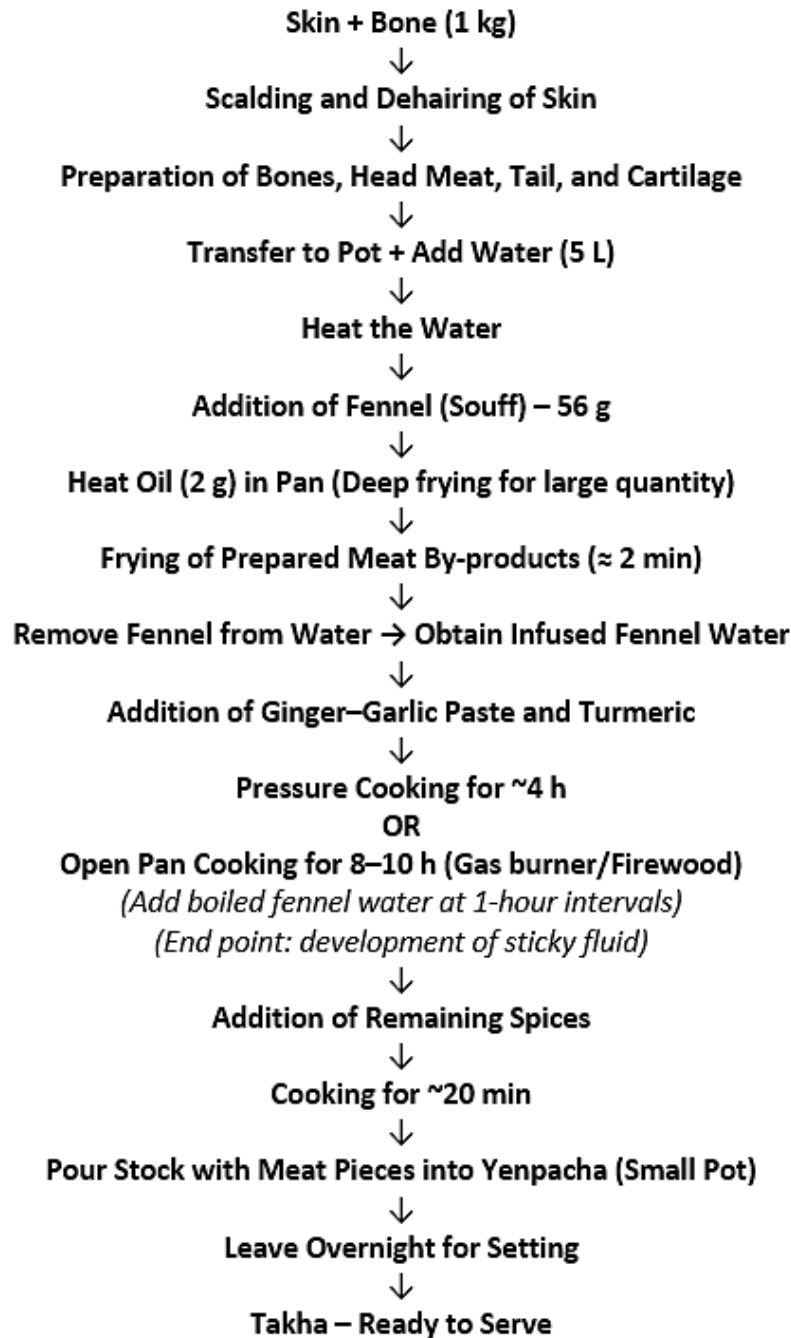 Skin + Bone (1 kg)
↓
Scalding and Dehairing of Skin
↓
Preparation of Bones, Head Meat, Tail, and Cartilage
↓
Transfer to Pot + Add Water (5 L)
↓
Heat the Water
↓
Addition of Fennel (Souff) – 56 g
↓
Heat Oil (2 g) in Pan (Deep frying for large quantity)
↓
Frying of Prepared Meat By-products (≈ 2 min)
↓
Remove Fennel from Water → Obtain Infused Fennel Water
↓
Addition of Ginger–Garlic Paste and Turmeric
↓
Pressure Cooking for ~4 h
OR
Open Pan Cooking for 8–10 h (Gas burner/Firewood)
(Add boiled fennel water at 1-hour intervals)
(End point: development of sticky fluid)
↓
Addition of Remaining Spices
↓
Cooking for ~20 min
↓
Pour Stock with Meat Pieces into Yenpacha (Small Pot)
↓
Leave Overnight for Setting
↓
Takha – Ready to Serve